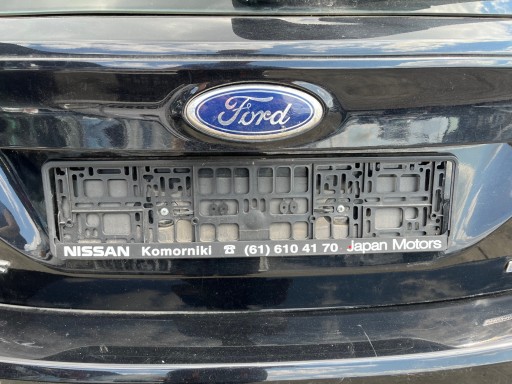 Ford
NISSAN Komorniki ☎ (61) 610 41 70 Japan Motors